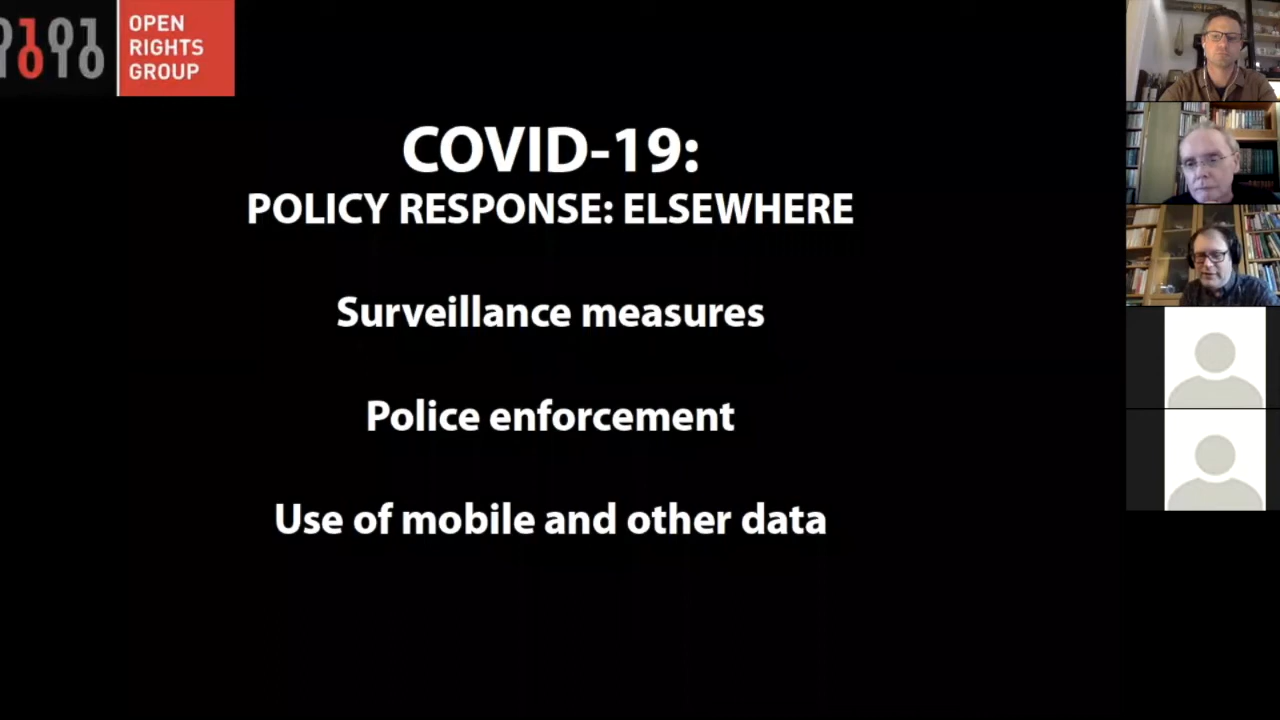 OPEN
RIGHTS
GROUP
COVID-19:
POLICY RESPONSE: ELSEWHERE
Surveillance measures
Police enforcement
Use of mobile and other data